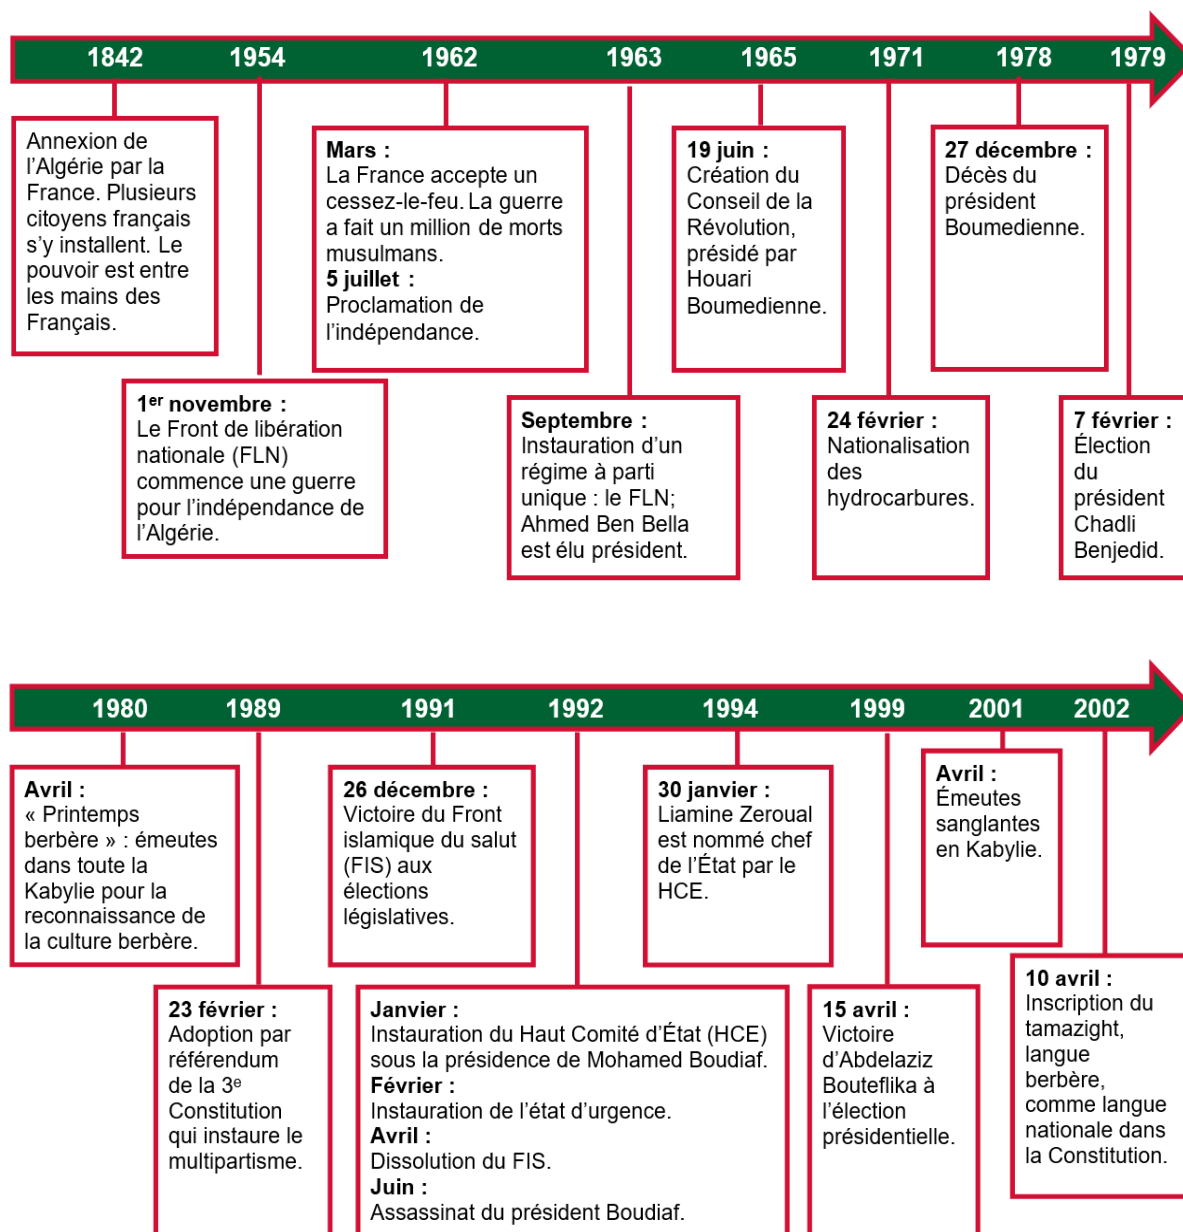 1842 1954 1962 1963 1965 1971 1978 1979
Annexion de
l’Algérie par la
France. Plusieurs
citoyens français
s’y installent. Le
pouvoir est entre
les mains des
Français.
1er novembre :
Le Front de libération
nationale (FLN)
commence une guerre
pour l’indépendance de
l’Algérie.
Mars :
La France accepte un
cessez-le-feu. La guerre
a fait un million de morts
musulmans.
5 juillet :
Proclamation de
l’indépendance.
Septembre :
Instauration d’un
régime à parti
unique : le FLN;
Ahmed Ben Bella
est élu président.
19 juin :
Création du
Conseil de la
Révolution,
présidé par
Houari
Boumedienne.
24 février :
Nationalisation
des
hydrocarbures.
27 décembre :
Décès du
président
Boumedienne.
7 février :
Élection
du
président
Chadli
Benjedid.
1980 1989 1991 1992 1994 1999 2001 2002
Avril :
« Printemps
berbère » : émeutes
dans toute la
Kabylie pour la
reconnaissance de
la culture berbère.
23 février :
Adoption par
référendum
de la 3e
Constitution
qui instaure le
multipartisme.
26 décembre :
Victoire du Front
islamique du salut
(FIS) aux
élections
législatives.
Janvier :
Instauration du Haut Comité d’État (HCE)
sous la présidence de Mohamed Boudiaf.
Février :
Instauration de l’état d’urgence.
Avril :
Dissolution du FIS.
Juin :
Assassinat du président Boudiaf.
30 janvier :
Liamine Zeroual
est nommé chef
de l’État par le
HCE.
15 avril :
Victoire
d’Abdelaziz
Bouteflika à
l’élection
présidentielle.
Avril :
Émeutes
sanglantes
en Kabylie.
10 avril :
Inscription du
tamazight,
langue
berbère,
comme langue
nationale dans
la Constitution.